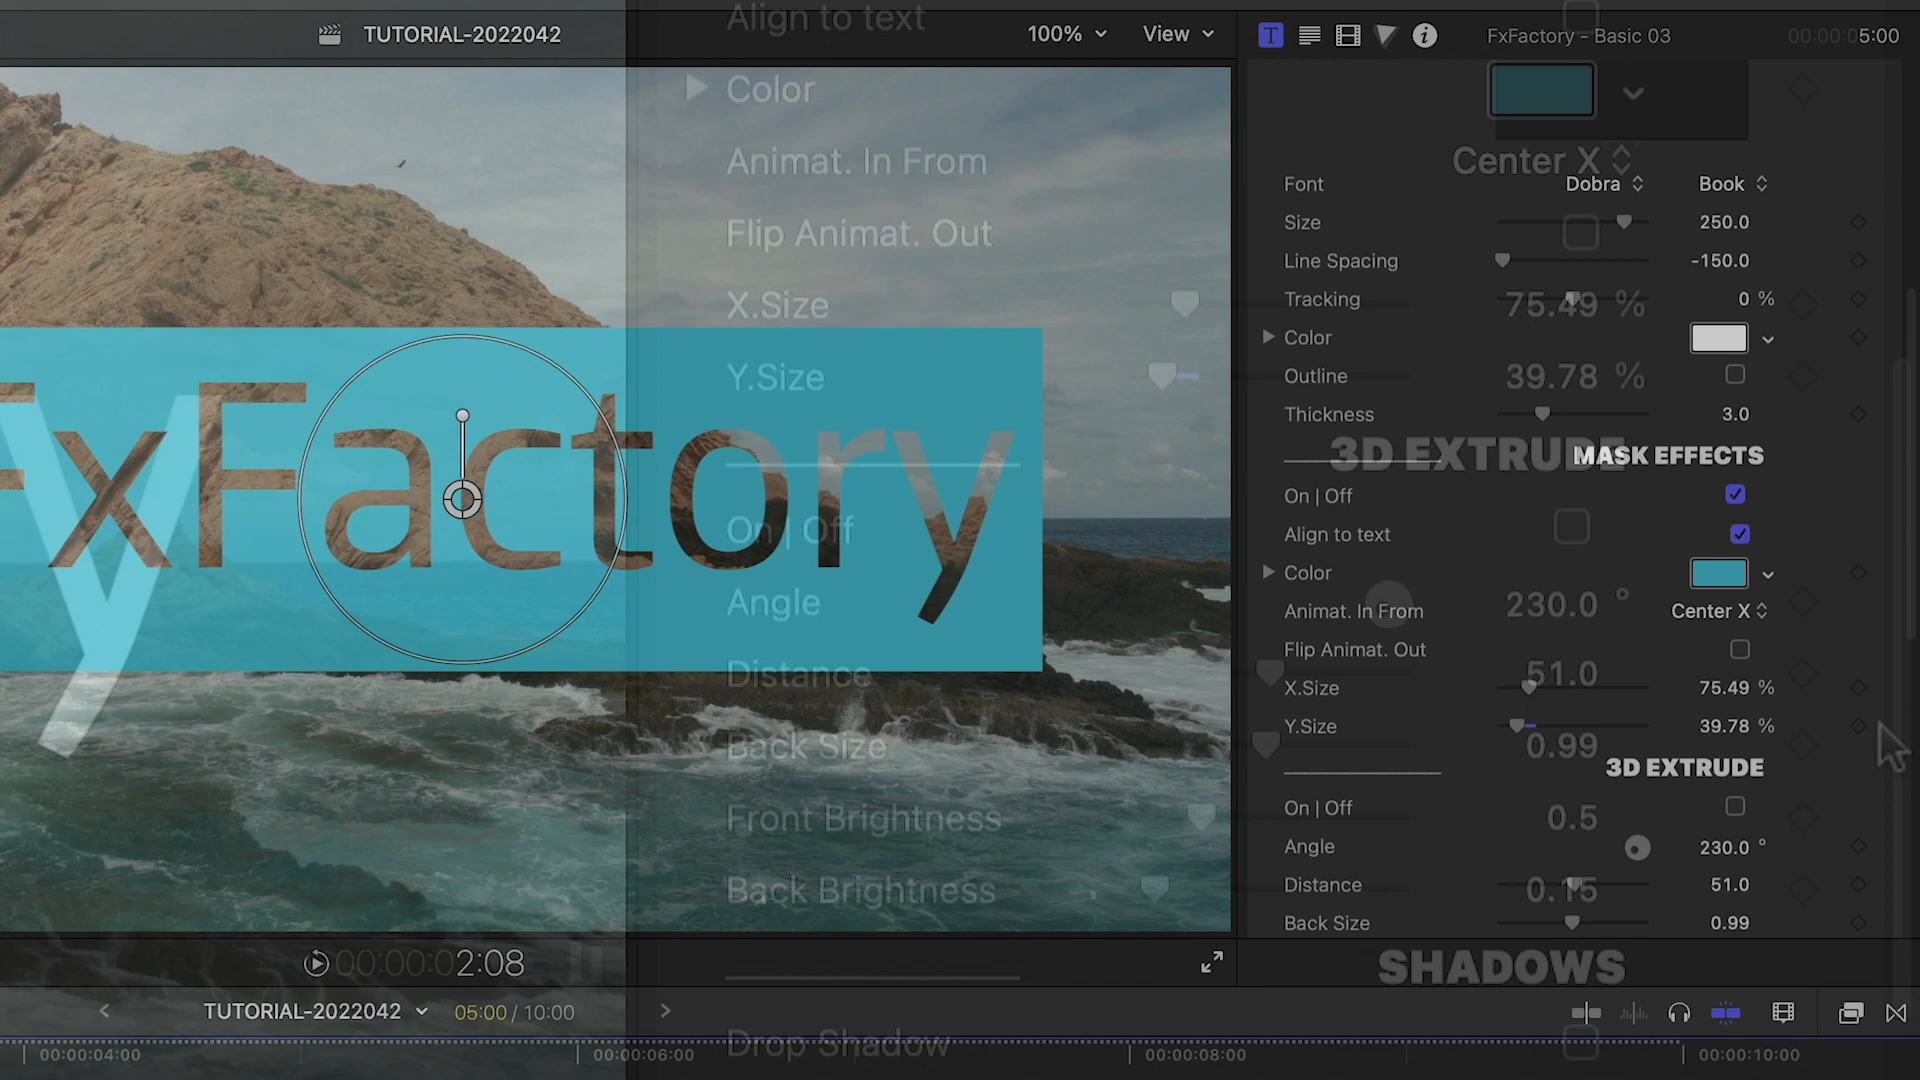 TUTORIAL-2022042
100%
View
FxFactory - Basic 03
00:00:05:00
Align to text
Color
Animat. In From
Flip Animat. Out
X.Size
Y.Size
On | Off
Angle
Distance
Back Size
Front Brightness
Back Brightness
Drop Shadow
FxFactory
y
Center X
75.49 %
39.78 %
3D EXTRUDE
230.0 °
51.0
0.99
0.5
0.15
SHADOWS
Font Dobra Book
Size 250.0
Line Spacing -150.0
Tracking 0 %
Color
Outline
Thickness 3.0
MASK EFFECTS
On | Off
Align to text
Color
Animat. In From Center X
Flip Animat. Out
X.Size 75.49 %
Y.Size 39.78 %
3D EXTRUDE
On | Off
Angle 230.0 °
Distance 51.0
Back Size 0.99
00:00:02:08
TUTORIAL-2022042
05:00 / 10:00
00:00:04:00
00:00:06:00
00:00:08:00
00:00:10:00